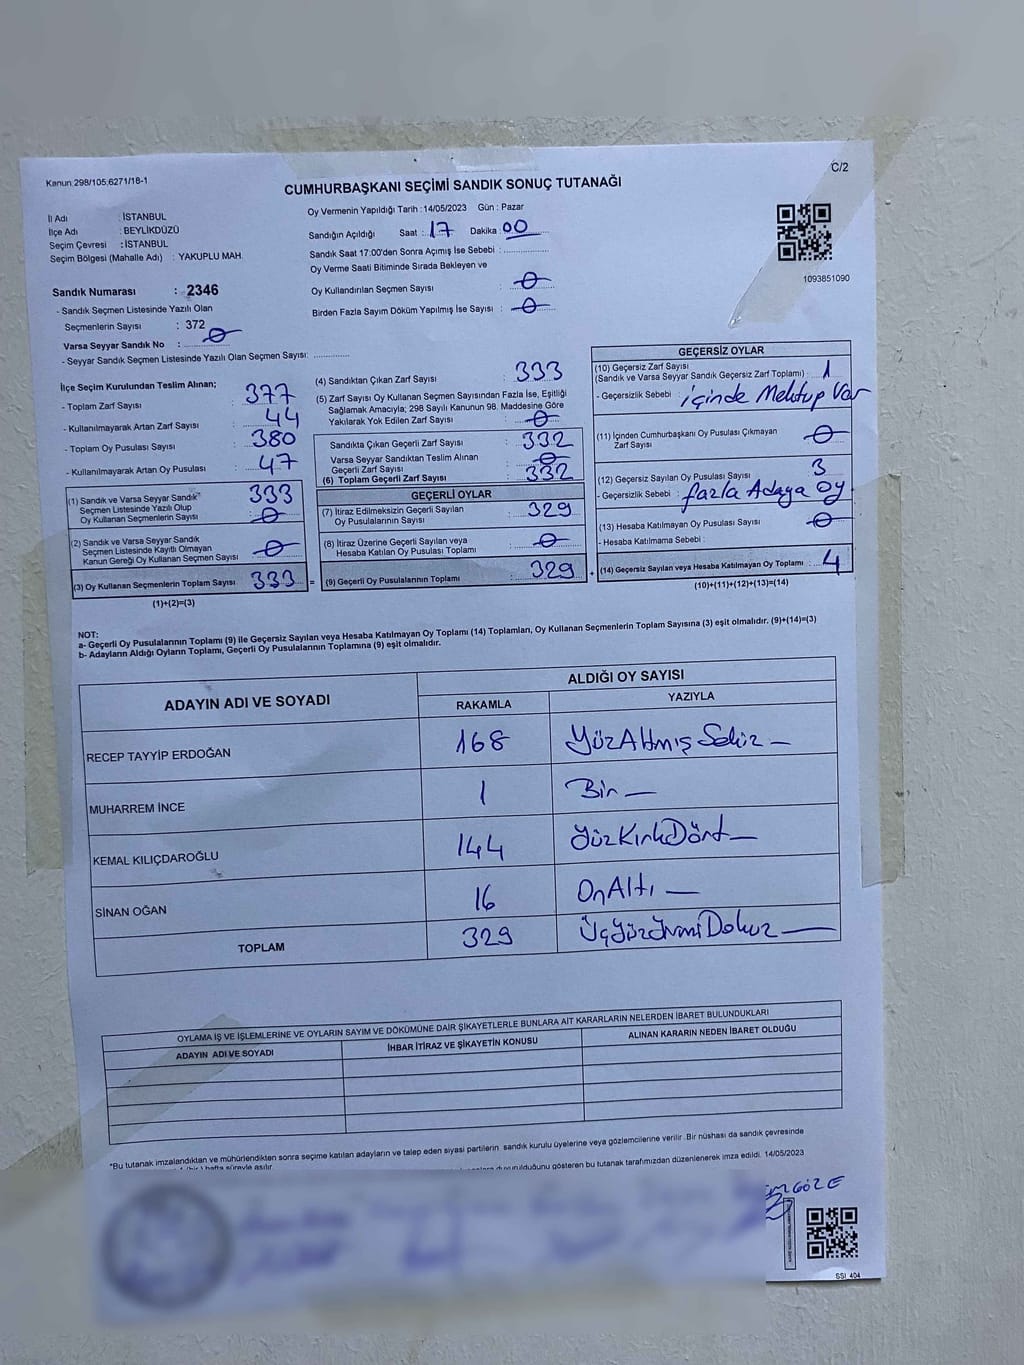 Kanun 298/105;6271/18-1
C/2
CUMHURBAŞKANI SEÇİMİ SANDIK SONUÇ TUTANAĞI
İl Adı : İSTANBUL
İlçe Adı : BEYLİKDÜZÜ
Seçim Çevresi : İSTANBUL
Seçim Bölgesi (Mahalle Adı) : YAKUPLU MAH.
Oy Vermenin Yapıldığı Tarih : 14/05/2023 Gün : Pazar
Sandığın Açıldığı Saat : 17 Dakika : 00
Sandık Saat 17:00'den Sonra Açımış İse Sebebi :
Oy Verme Saati Bitiminde Sırada Bekleyen ve
Oy Kullandırılan Seçmen Sayısı : 0
Birden Fazla Sayım Döküm Yapılmış İse Sayısı : 0
1093851090
Sandık Numarası : 2346
- Sandık Seçmen Listesinde Yazılı Olan
Seçmenlerin Sayısı : 372
Varsa Seyyar Sandık No : 0
- Seyyar Sandık Seçmen Listesinde Yazılı Olan Seçmen Sayısı:
İlçe Seçim Kurulundan Teslim Alınan;
- Toplam Zarf Sayısı : 377
- Kullanılmayarak Artan Zarf Sayısı : 44
- Toplam Oy Pusulası Sayısı : 380
- Kullanılmayarak Artan Oy Pusulası : 47
(1) Sandık ve Varsa Seyyar Sandık
Seçmen Listesinde Yazılı Olup
Oy Kullanan Seçmenlerin Sayısı : 333
0
(2) Sandık ve Varsa Seyyar Sandık
Seçmen Listesinde Kayıtlı Olmayan
Kanun Gereği Oy Kullanan Seçmen Sayısı : 0
(3) Oy Kullanan Seçmenlerin Toplam Sayısı 333 =
(1)+(2)=(3)
(4) Sandıktan Çıkan Zarf Sayısı : 333
(5) Zarf Sayısı Oy Kullanan Seçmen Sayısından Fazla İse, Eşitliği
Sağlamak Amacıyla; 298 Sayılı Kanunun 98. Maddesine Göre
Yakılarak Yok Edilen Zarf Sayısı : 0
Sandıkta Çıkan Geçerli Zarf Sayısı : 332
Varsa Seyyar Sandıktan Teslim Alınan
Geçerli Zarf Sayısı : 0
(6) Toplam Geçerli Zarf Sayısı : 332
GEÇERLİ OYLAR
(7) İtiraz Edilmeksizin Geçerli Sayılan
Oy Pusulalarının Sayısı : 329
(8) İtiraz Üzerine Geçerli Sayılan veya
Hesaba Katılan Oy Pusulası Toplamı : 0
(9) Geçerli Oy Pusulalarının Toplamı : 329 +
GEÇERSİZ OYLAR
(10) Geçersiz Zarf Sayısı
(Sandık ve Varsa Seyyar Sandık Geçersiz Zarf Toplamı) : 1
- Geçersizlik Sebebi : içinde Mektup Var
(11) İçinden Cumhurbaşkanı Oy Pusulası Çıkmayan
Zarf Sayısı : 0
(12) Geçersiz Sayılan Oy Pusulası Sayısı : 3
- Geçersizlik Sebebi : fazla Adaya Oy
(13) Hesaba Katılmayan Oy Pusulası Sayısı : 0
- Hesaba Katılmama Sebebi :
(14) Geçersiz Sayılan veya Hesaba Katılmayan Oy Toplamı : 4
(10)+(11)+(12)+(13)=(14)
NOT:
a- Geçerli Oy Pusulalarının Toplamı (9) ile Geçersiz Sayılan veya Hesaba Katılmayan Oy Toplamı (14) Toplamları, Oy Kullanan Seçmenlerin Toplam Sayısına (3) eşit olmalıdır. (9)+(14)=(3)
b- Adayların Aldığı Oyların Toplamı, Geçerli Oy Pusulalarının Toplamına (9) eşit olmalıdır.
ADAYIN ADI VE SOYADI
ALDIĞI OY SAYISI
RAKAMLA YAZIYLA
RECEP TAYYİP ERDOĞAN 168 YüzAltmışSekiz
MUHARREM İNCE 1 Bir
KEMAL KILIÇDAROĞLU 144 YüzKırkDört
SİNAN OĞAN 16 OnAltı
TOPLAM 329 ÜçYüzYirmiDokuz
OYLAMA İŞ VE İŞLEMLERİNE VE OYLARIN SAYIM VE DÖKÜMÜNE DAİR ŞİKAYETLERLE BUNLARA AİT KARARLARIN NELERDEN İBARET BULUNDUKLARI
ADAYIN ADI VE SOYADI İHBAR İTİRAZ VE ŞİKAYETİN KONUSU ALINAN KARARIN NEDEN İBARET OLDUĞU
"Bu tutanak imzalandıktan ve mühürlendikten sonra seçime katılan adayların ve talep eden siyasi partilerin sandık kurulu üyelerine veya gözlemcilerine verilir .Bir nüshası da sandık çevresinde
hafta süreyle asılır. duyurulduğunu gösteren bu tutanak tarafımızdan düzenlenerek imza edildi. 14/05/2023
SSI_404